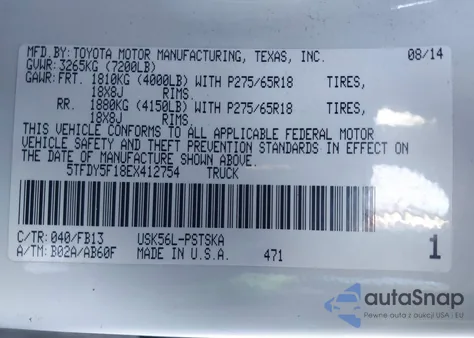 MFD.BY:TOYOTA MOTOR MANUFACTURING, TEXAS, INC. 08/14
GVWR: 3265KG (7200LB)
GAWR: FRT. 1810KG (4000LB) WITH P275/65R18 TIRES,
18X8J RIMS.
RR. 1880KG (4150LB) WITH P275/65R18 TIRES,
18X8J RIMS.
THIS VEHICLE CONFORMS TO ALL APPLICABLE FEDERAL MOTOR
VEHICLE SAFETY AND THEFT PREVENTION STANDARDS IN EFFECT ON
THE DATE OF MANUFACTURE SHOWN ABOVE.
5TFDY5F18EX412754 TRUCK
C/TR: 040/FB13 USK56L-PSTSKA
A/TM: B02A/AB60F MADE IN U.S.A. 471 1
autoSnap
Pewne auta z aukcji USA i EU